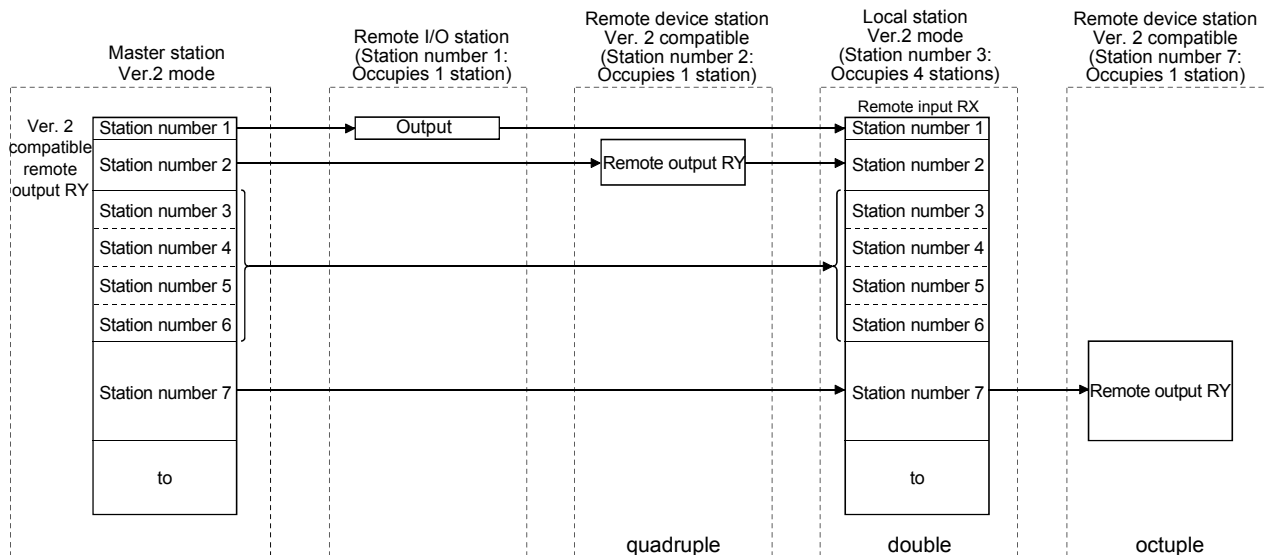 Master station
Ver.2 mode
Remote I/O station
(Station number 1:
Occupies 1 station)
Remote device station
Ver. 2 compatible
(Station number 2:
Occupies 1 station)
Local station
Ver.2 mode
(Station number 3:
Occupies 4 stations)
Remote device station
Ver. 2 compatible
(Station number 7:
Occupies 1 station)
Ver. 2
compatible
remote
output RY
Station number 1
Station number 2
Station number 3
Station number 4
Station number 5
Station number 6
Station number 7
to
Output
Remote output RY
quadruple
Remote input RX
Station number 1
Station number 2
Station number 3
Station number 4
Station number 5
Station number 6
Station number 7
to
double
Remote output RY
octuple